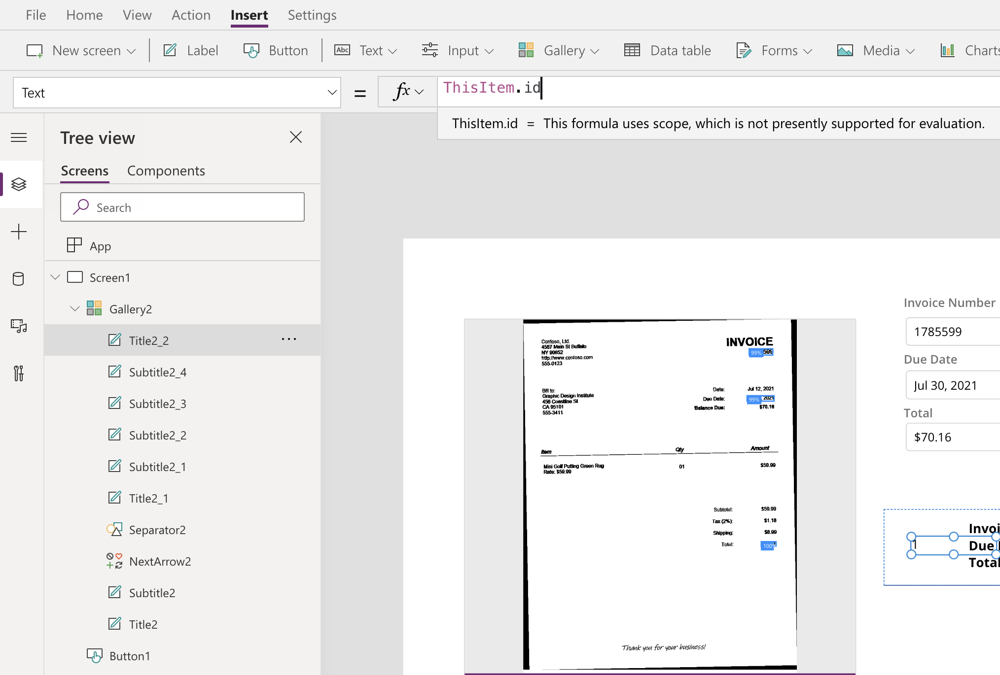 File Home View Action Insert Settings
New screen Label Button Abc Text Input Gallery Data table Forms Media Charts
Text = fx ThisItem.id
ThisItem.id = This formula uses scope, which is not presently supported for evaluation.
Tree view
Screens Components
Search
App
Screen1
Gallery2
Title2_2 ...
Subtitle2_4
Subtitle2_3
Subtitle2_2
Subtitle2_1
Title2_1
Separator2
NextArrow2
Subtitle2
Title2
Button1
Contoso, Ltd.
4567 Main St Buffalo
NY 90852
http://www.contoso.com
555-0123
INVOICE
99% 599
Bill to:
Graphic Design Institute
456 Coastline St
CA 95101
555-3411
Date: Jul 12, 2021
Due Date: 99% 2021
Balance Due: $70.16
Item Qty Amount
Mini Golf Putting Green Rug 01 $59.99
Rate: $59.99
Subtotal: $59.99
Tax (2%): $1.18
Shipping: $8.99
Total: 100%
Thank you for your business!
Invoice Number
1785599
Due Date
Jul 30, 2021
Total
$70.16
Invoi
1 Due
Total